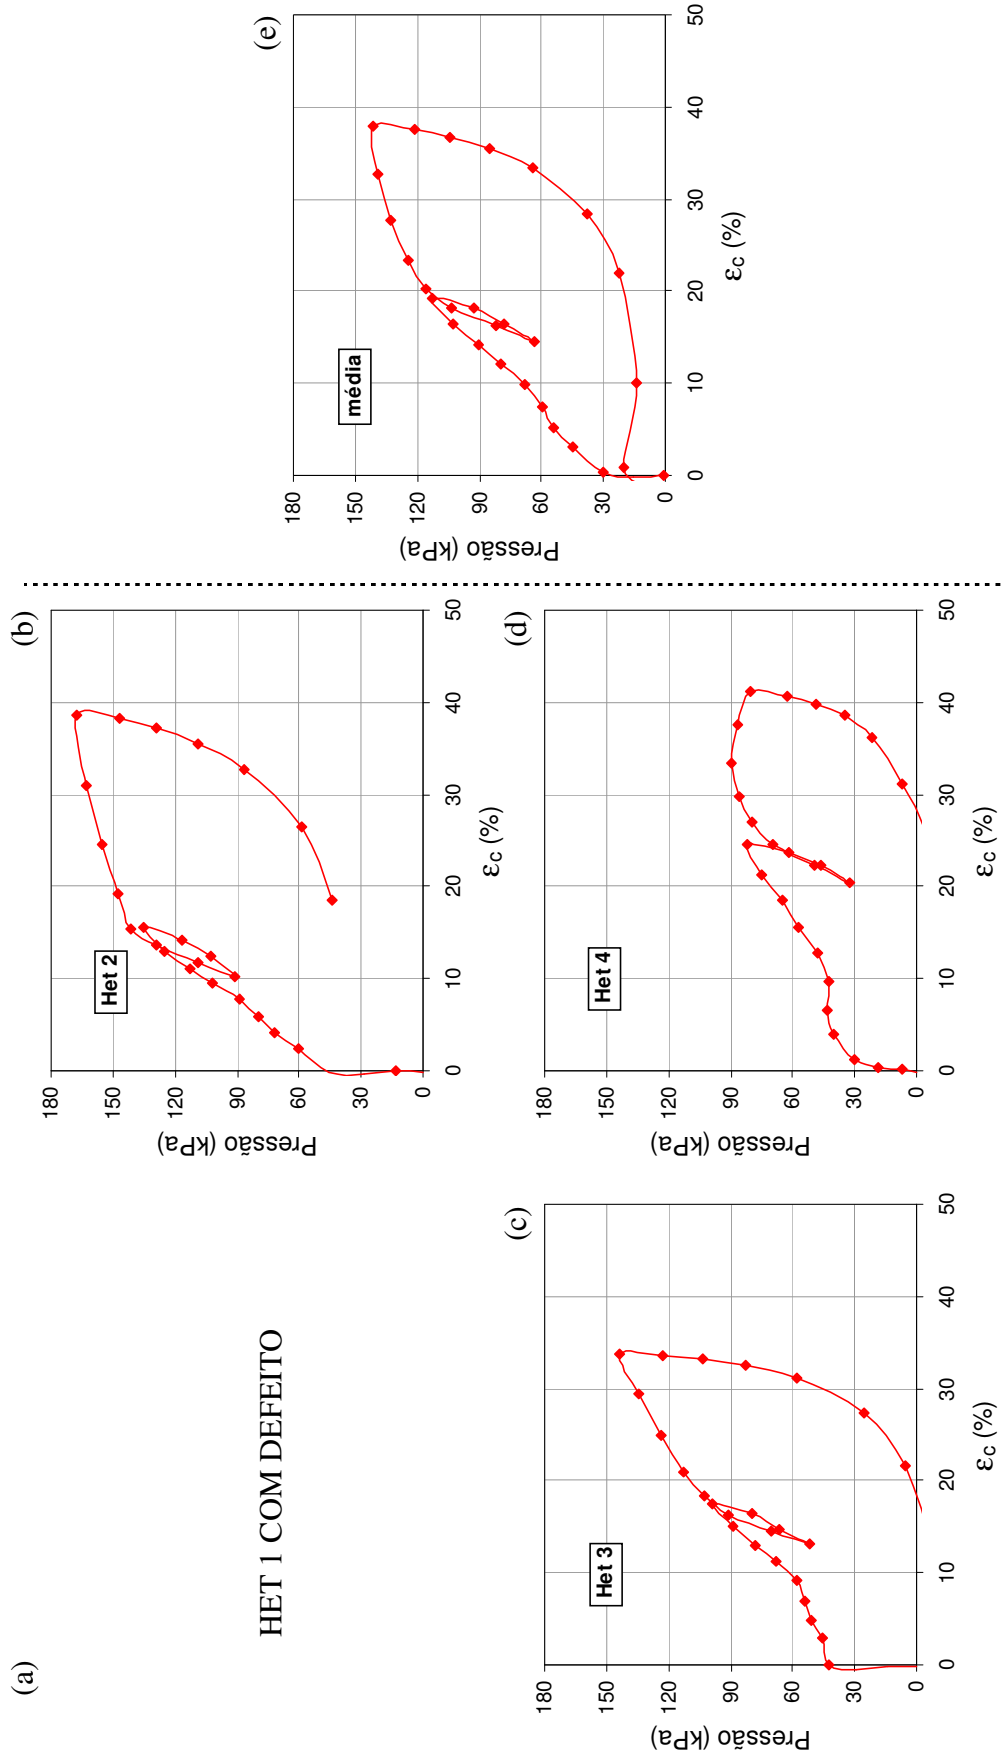 (a)
HET 1 COM DEFEITO
(b)
Het 2
Pressão (kPa)
180
150
120
90
60
30
0
0 10 20 30 40 50
εc (%)
(c)
Het 3
Pressão (kPa)
180
150
120
90
60
30
0
0 10 20 30 40 50
εc (%)
(d)
Het 4
Pressão (kPa)
180
150
120
90
60
30
0
0 10 20 30 40 50
εc (%)
(e)
média
Pressão (kPa)
180
150
120
90
60
30
0
0 10 20 30 40 50
εc (%)